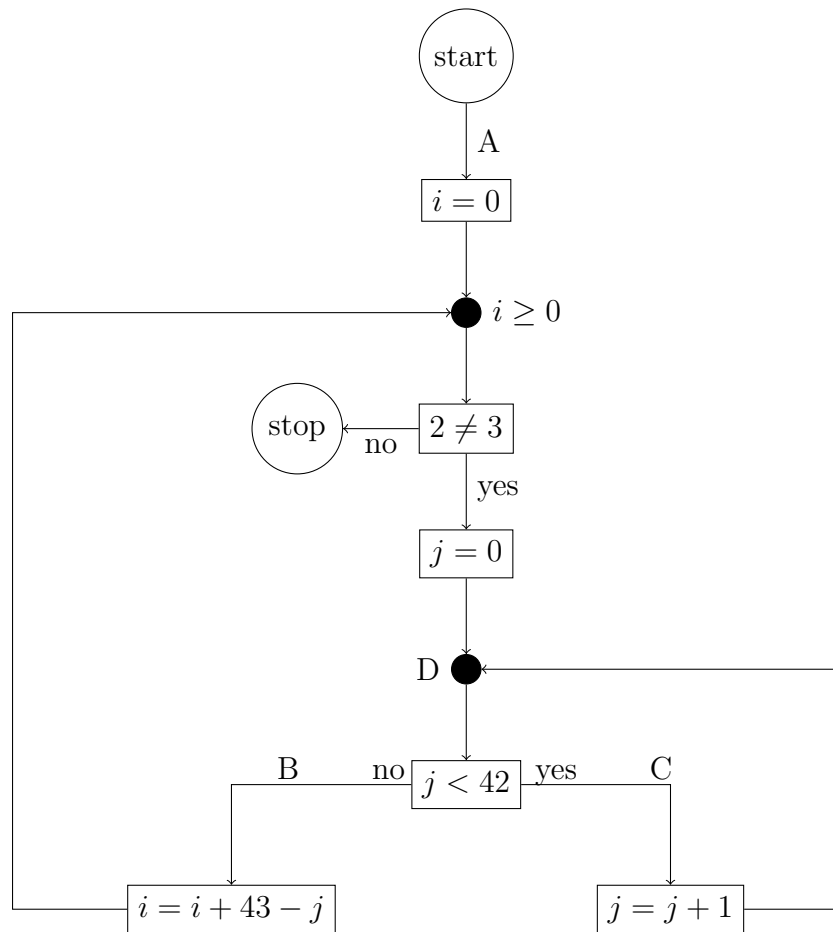 start
A
i = 0
i ≥ 0
2 ≠ 3
stop
no
yes
j = 0
D
B
no
j < 42
yes
C
i = i + 43 − j
j = j + 1